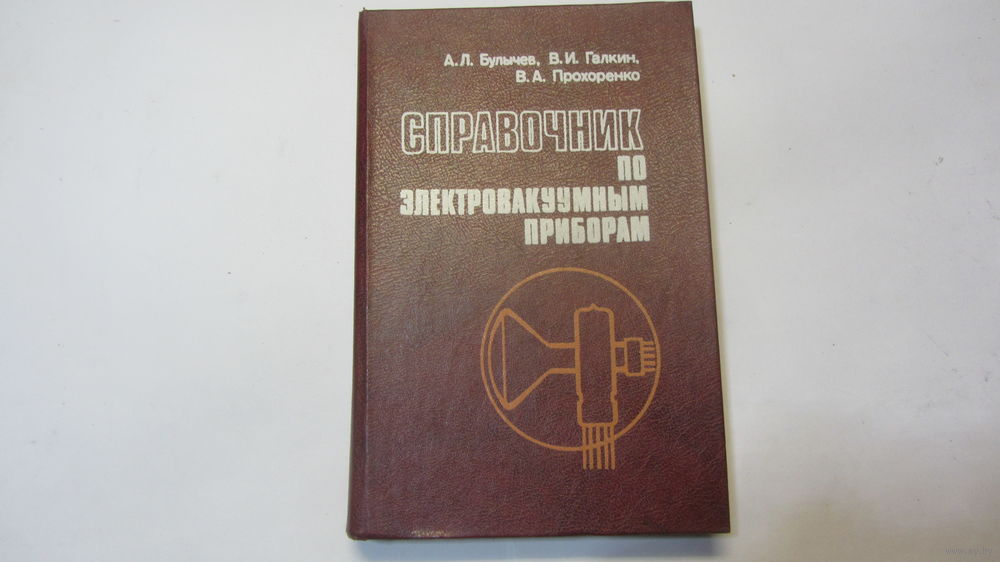 А.Л. Булычев, В.И. Галкин,
В.А. Прохоренко
СПРАВОЧНИК
ПО
ЭЛЕКТРОВАКУУМНЫМ
ПРИБОРАМ